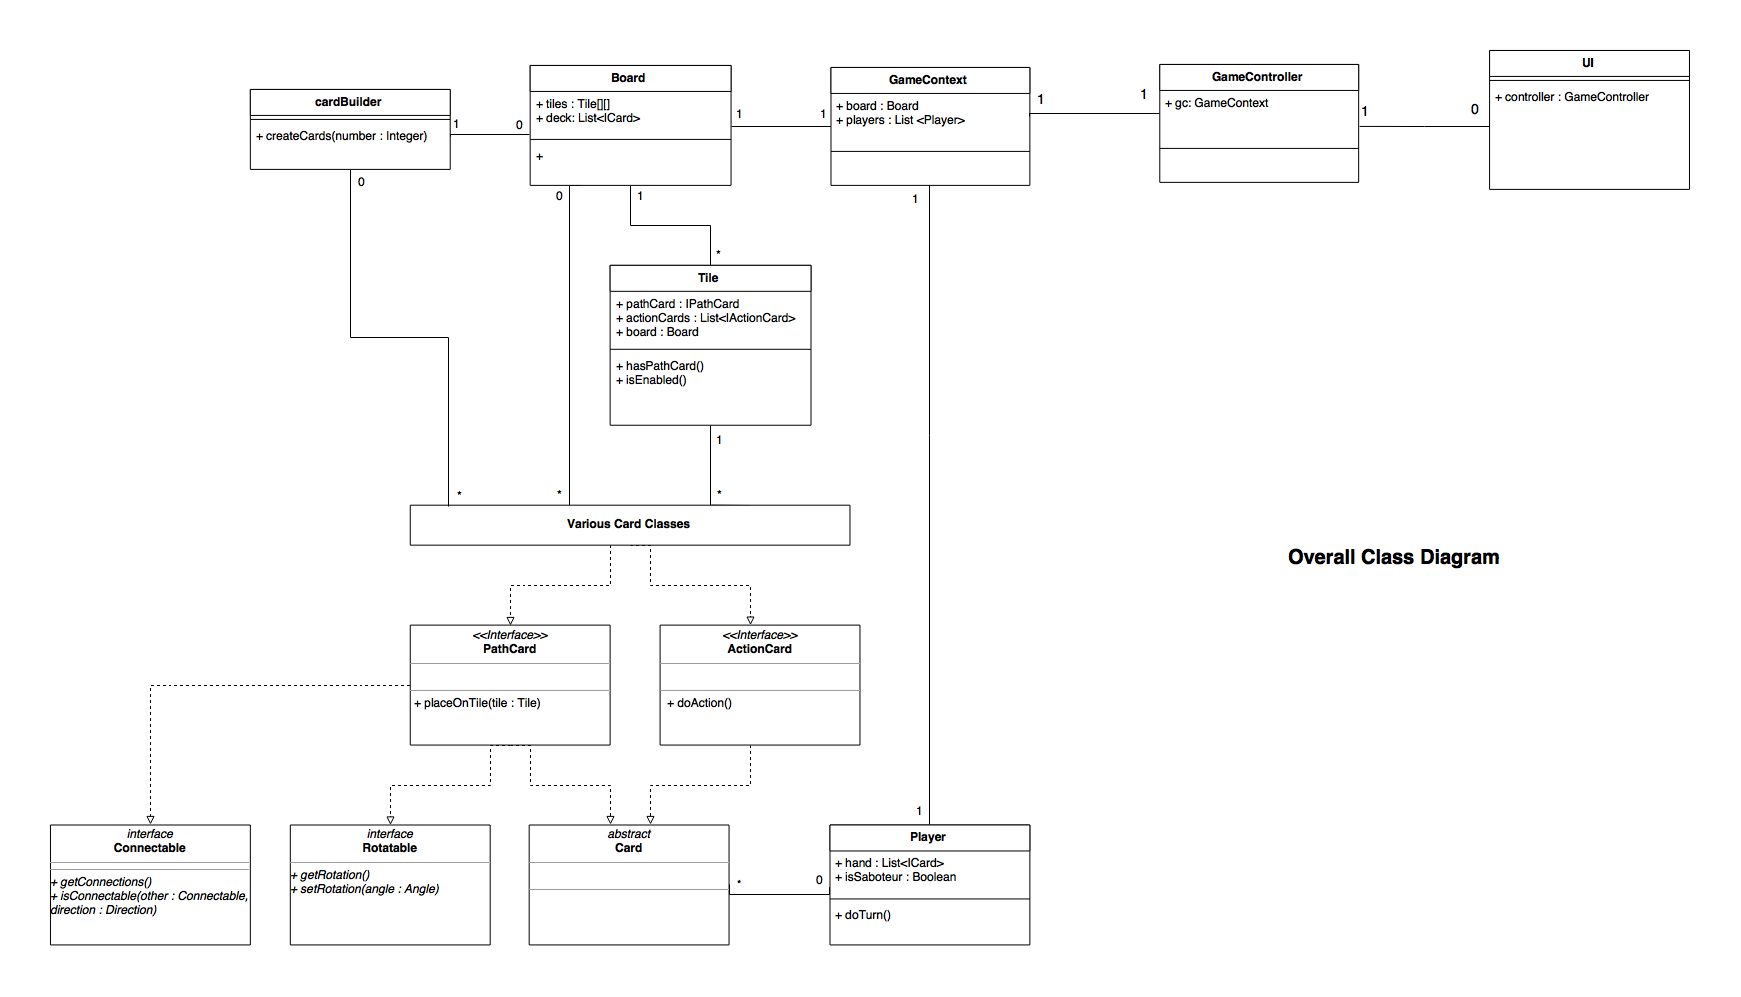 cardBuilder
+ createCards(number : Integer)
1
0
0
*
Board
+ tiles : Tile[][]
+ deck: List<ICard>
+
1
1
0
*
1
*
GameContext
+ board : Board
+ players : List <Player>
1
1
1
1
GameController
+ gc: GameContext
1
0
UI
+ controller : GameController
Tile
+ pathCard : IPathCard
+ actionCards : List<IActionCard>
+ board : Board
+ hasPathCard()
+ isEnabled()
1
*
Various Card Classes
Overall Class Diagram
<<Interface>>
PathCard
+ placeOnTile(tile : Tile)
<<Interface>>
ActionCard
+ doAction()
interface
Connectable
+ getConnections()
+ isConnectable(other : Connectable,
direction : Direction)
interface
Rotatable
+ getRotation()
+ setRotation(angle : Angle)
abstract
Card
*
0
Player
+ hand : List<ICard>
+ isSaboteur : Boolean
+ doTurn()